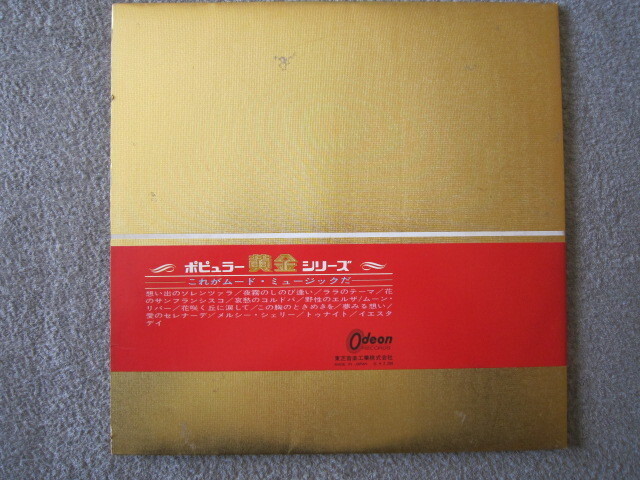 ポピュラー黄金シリーズ
これがムード・ミュージックだ
想い出のソレンツァラ／夜霧のしのび逢い／ララのテーマ／花
のサンフランシスコ／哀愁のコルドバ／野性のエルザ／ムーン・
リバー／花咲く丘に涙して／この胸のときめきを／夢みる想い／
愛のセレナーデ／メルシー・シェリー／トゥナイト／イエスタ
デイ
Odeon
東芝音楽工業株式会社
MADE IN JAPAN